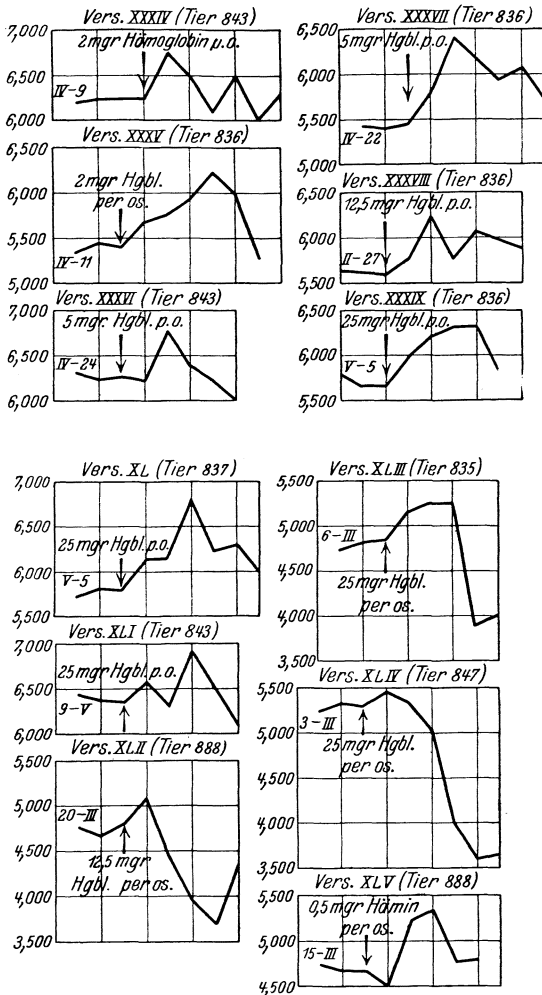 Vers. XXXIV (Tier 843)
7,000
2 mgr Hämoglobin p.o.
6,500
IV-9
6,000
Vers. XXXV (Tier 836)
6,500
2 mgr Hgbl.
per os.
6,000
5,500
IV-11
5,000
Vers. XXXVI (Tier 843)
7,000
5 mgr. Hgbl. p.o.
6,500
IV-24
6,000
Vers. XXXVII (Tier 836)
6,500
5 mgr Hgbl. p.o.
6,000
5,500
IV-22
5,000
Vers. XXXVIII (Tier 836)
6,500
12,5 mgr Hgbl. p.o.
6,000
II-27
5,500
Vers. XXXIX (Tier 836)
6,500
25 mgr Hgbl. p.o.
6,000
V-5
5,500
Vers. XL (Tier 837)
7,000
6,500
25 mgr Hgbl. p.o.
6,000
V-5
5,500
Vers. XLI (Tier 843)
7,000
25 mgr Hgbl. p.o.
6,500
9-V
6,000
Vers. XLII (Tier 888)
5,000
20-III
4,500
12,5 mgr
Hgbl. per os.
4,000
3,500
Vers. XLIII (Tier 835)
5,500
6-III
5,000
4,500
25 mgr Hgbl.
per os.
4,000
3,500
Vers. XLIV (Tier 847)
5,500
3-III
5,000
25 mgr Hgbl.
per os.
4,500
4,000
3,500
Vers. XLV (Tier 888)
5,500
0,5 mgr Hämin
per os.
5,000
15-III
4,500